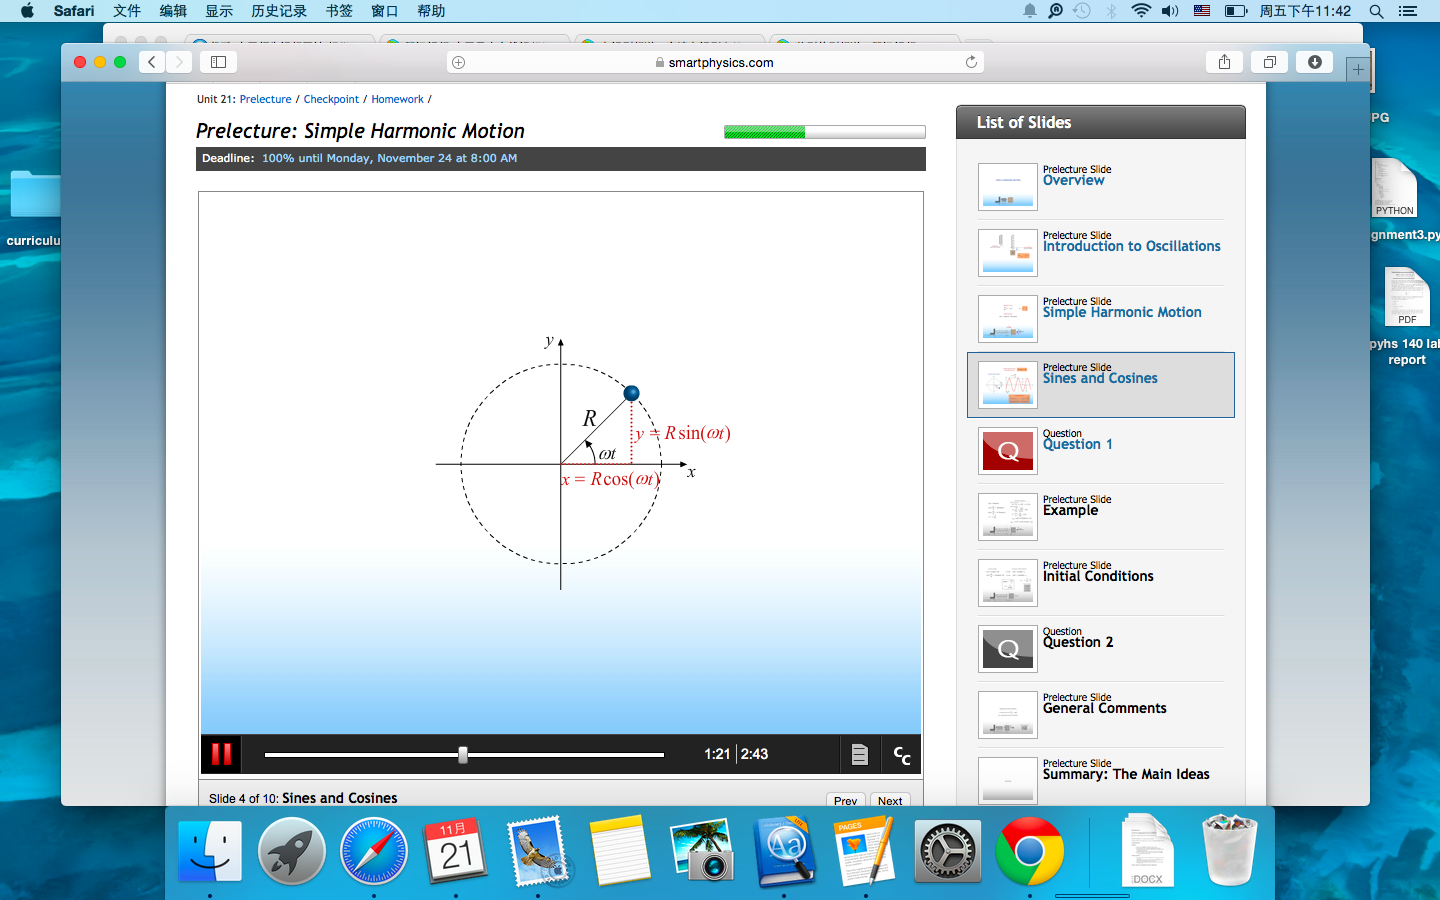 Safari 文件 编辑 显示 历史记录 书签 窗口 帮助 周五下午11:42
smartphysics.com
Unit 21: Prelecture / Checkpoint / Homework /
Prelecture: Simple Harmonic Motion
Deadline: 100% until Monday, November 24 at 8:00 AM
y
R
y = R sin(ωt)
ωt
x = R cos(ωt)
x
1:21 2:43
CC
Slide 4 of 10: Sines and Cosines
Prev Next
List of Slides
Prelecture Slide
Overview
Prelecture Slide
Introduction to Oscillations
Prelecture Slide
Simple Harmonic Motion
Prelecture Slide
Sines and Cosines
Q
Question
Question 1
Prelecture Slide
Example
Prelecture Slide
Initial Conditions
Q
Question
Question 2
Prelecture Slide
General Comments
Prelecture Slide
Summary: The Main Ideas
curriculu
PG
PYTHON
gnment3.py
PDF
pyhs 140 lal
report
11月
21
Aa
PAGES
DOCX